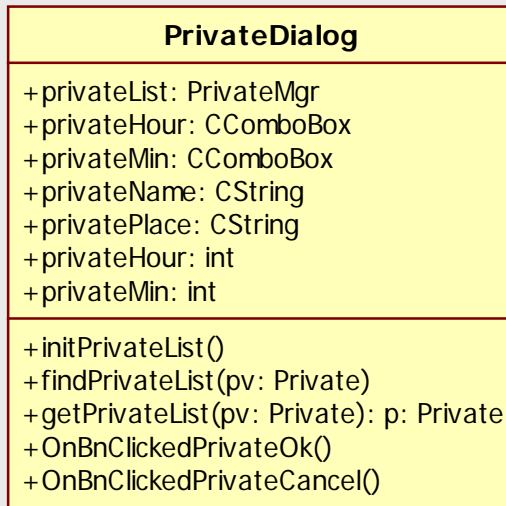 PrivateDialog
+privateList: PrivateMgr
+privateHour: CComboBox
+privateMin: CComboBox
+privateName: CString
+privatePlace: CString
+privateHour: int
+privateMin: int
+initPrivateList()
+findPrivateList(pv: Private)
+getPrivateList(pv: Private): p: Private
+OnBnClickedPrivateOk()
+OnBnClickedPrivateCancel()